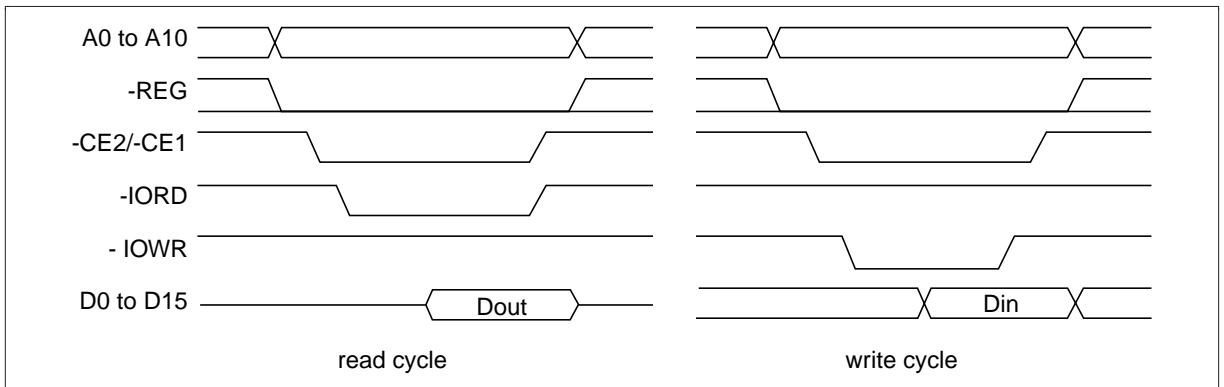 A0 to A10
-REG
-CE2/-CE1
-IORD
- IOWR
D0 to D15
Dout
Din
read cycle
write cycle